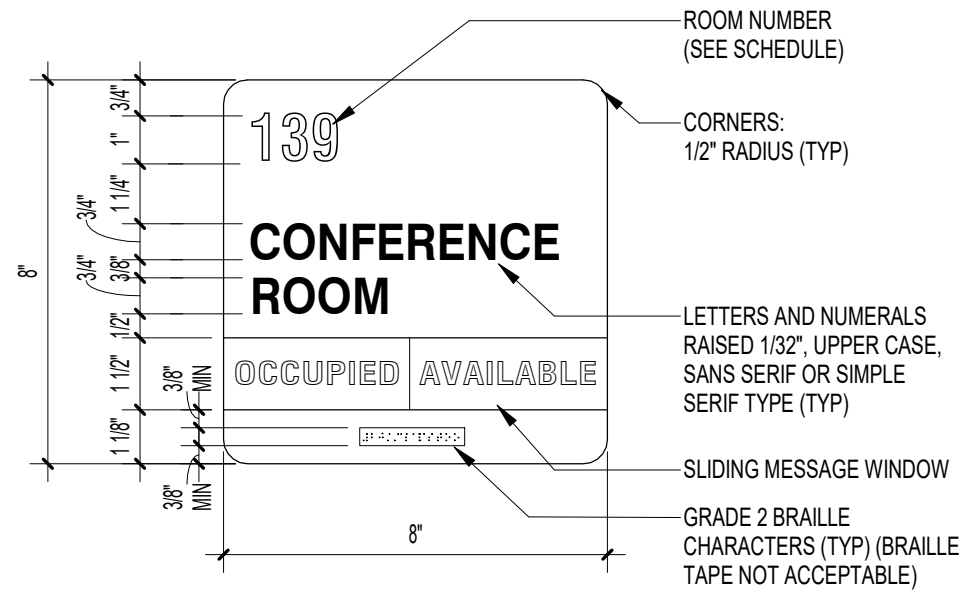 ROOM NUMBER
(SEE SCHEDULE)
CORNERS:
1/2" RADIUS (TYP)
139
CONFERENCE
ROOM
OCCUPIED AVAILABLE
LETTERS AND NUMERALS
RAISED 1/32", UPPER CASE,
SANS SERIF OR SIMPLE
SERIF TYPE (TYP)
SLIDING MESSAGE WINDOW
GRADE 2 BRAILLE
CHARACTERS (TYP) (BRAILLE
TAPE NOT ACCEPTABLE)
8"
3/4"
1"
1 1/4"
3/4"
3/8"
3/4"
1/2"
1 1/2"
1 1/8"
3/8"
MIN
3/8"
MIN
8"